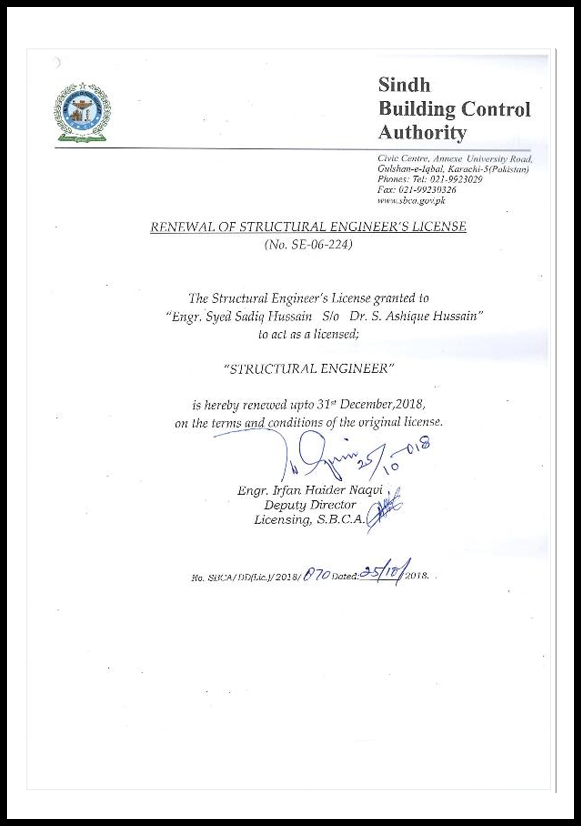 Sindh
Building Control
Authority
Civic Centre, Annexe University Road,
Gulshan-e-Iqbal, Karachi-5(Pakistan)
Phones: Tel: 021-9923029
Fax: 021-99230326
www.sbca.gov.pk
RENEWAL OF STRUCTURAL ENGINEER'S LICENSE
(No. SE-06-224)
The Structural Engineer's License granted to
"Engr. Syed Sadiq Hussain S/o Dr. S. Ashique Hussain"
to act as a licensed;
"STRUCTURAL ENGINEER"
is hereby renewed upto 31st December,2018,
on the terms and conditions of the original license.
25/10-018
Engr. Irfan Haider Naqvi
Deputy Director
Licensing, S.B.C.A.
No. SBCA/DD(Lic.)/2018/070 Dated:25/10/2018.